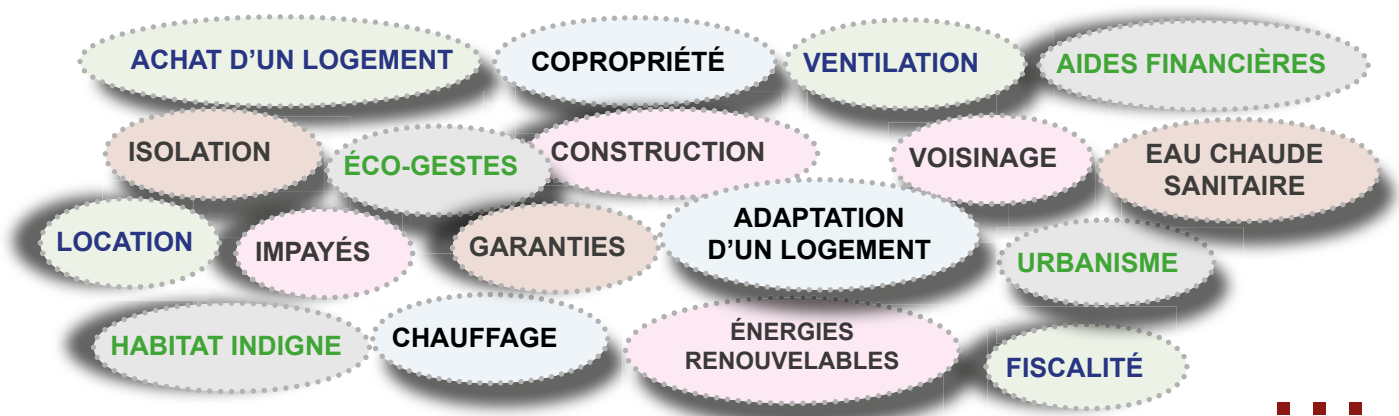 ACHAT D’UN LOGEMENT
COPROPRIÉTÉ
VENTILATION
AIDES FINANCIÈRES
ISOLATION
ÉCO-GESTES
CONSTRUCTION
VOISINAGE
EAU CHAUDE
SANITAIRE
LOCATION
IMPAYÉS
GARANTIES
ADAPTATION
D’UN LOGEMENT
URBANISME
HABITAT INDIGNE
CHAUFFAGE
ÉNERGIES
RENOUVELABLES
FISCALITÉ